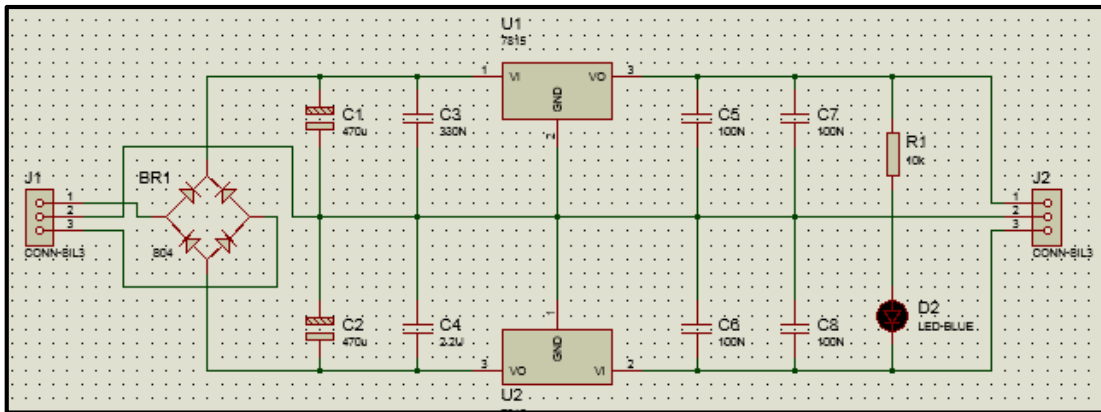 U1
7815
1
VI
VO
3
GND
2
C1
470u
C3
330N
C5
100N
C7
100N
R1
10k
J1
1
2
3
CONN-SIL3
BR1
804
J2
1
2
3
CONN-SIL3
C2
470u
C4
2.2U
1
GND
3
VO
VI
2
U2
C6
100N
C8
100N
D2
LED-BLUE